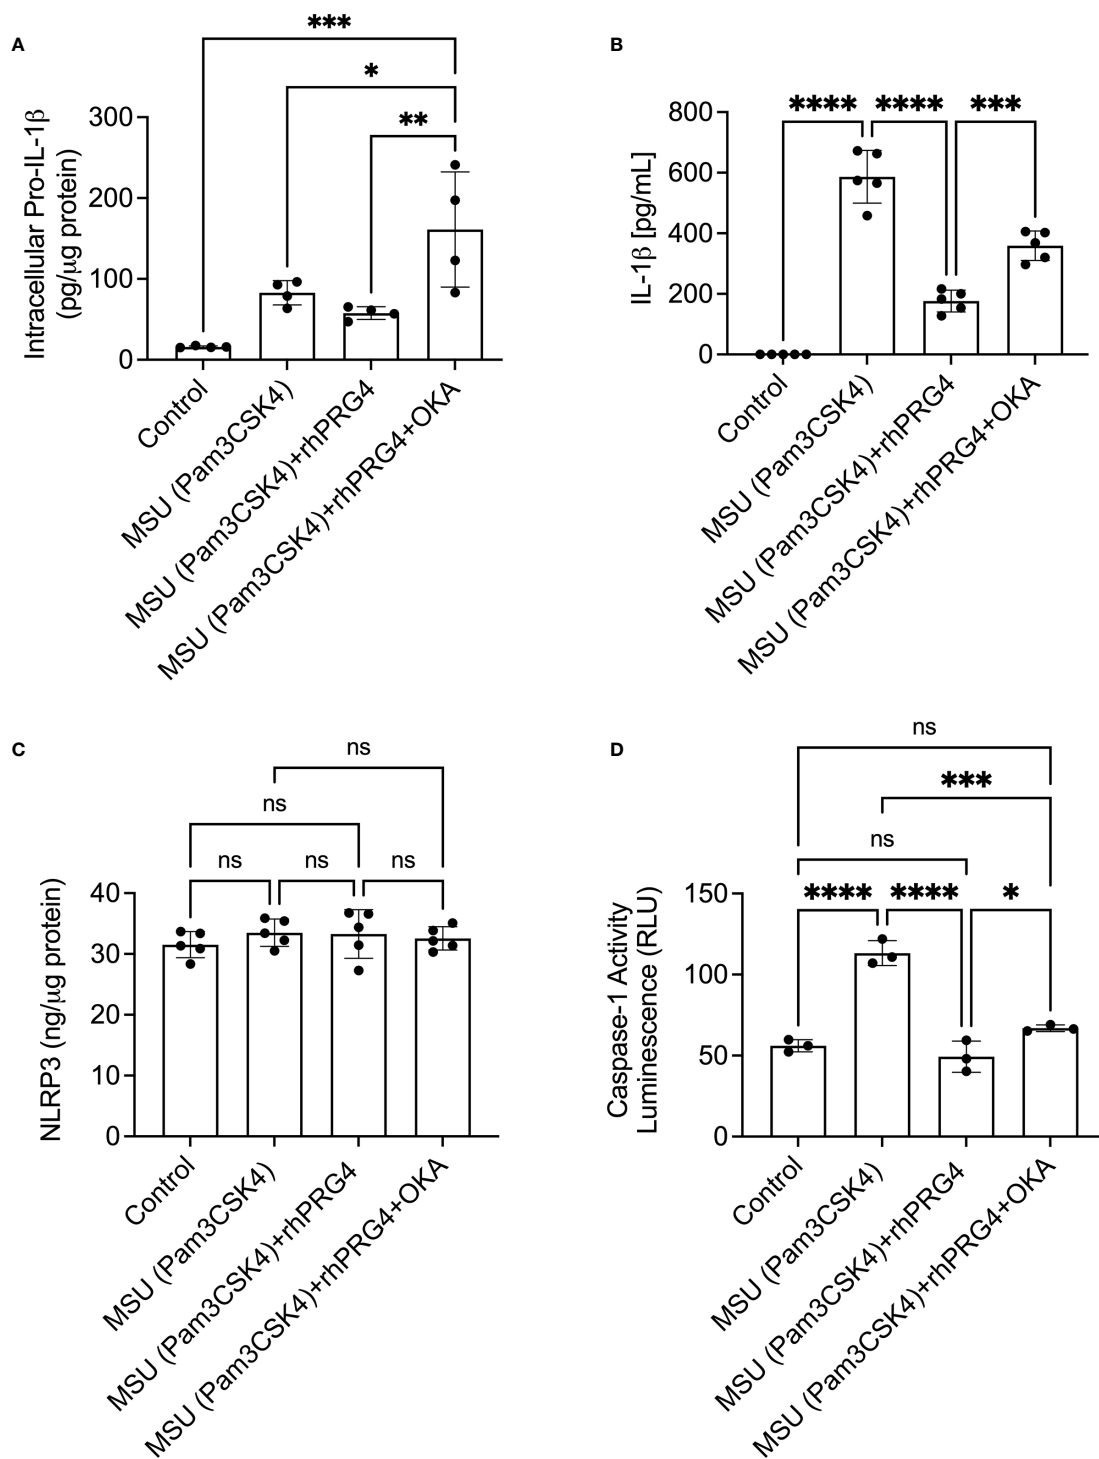 A
***
*
**
Intracellular Pro-IL-1β
(pg/μg protein)
300
200
100
0
Control
MSU (Pam3CSK4)
MSU (Pam3CSK4)+rhPRG4
MSU (Pam3CSK4)+rhPRG4+OKA
B
**** **** ***
IL-1β [pg/mL]
800
600
400
200
0
Control
MSU (Pam3CSK4)
MSU (Pam3CSK4)+rhPRG4
MSU (Pam3CSK4)+rhPRG4+OKA
C
ns
ns
ns ns ns
NLRP3 (ng/μg protein)
40
30
20
10
0
Control
MSU (Pam3CSK4)
MSU (Pam3CSK4)+rhPRG4
MSU (Pam3CSK4)+rhPRG4+OKA
D
ns
***
ns
**** **** *
Caspase-1 Activity
Luminescence (RLU)
150
100
50
0
Control
MSU (Pam3CSK4)
MSU (Pam3CSK4)+rhPRG4
MSU (Pam3CSK4)+rhPRG4+OKA